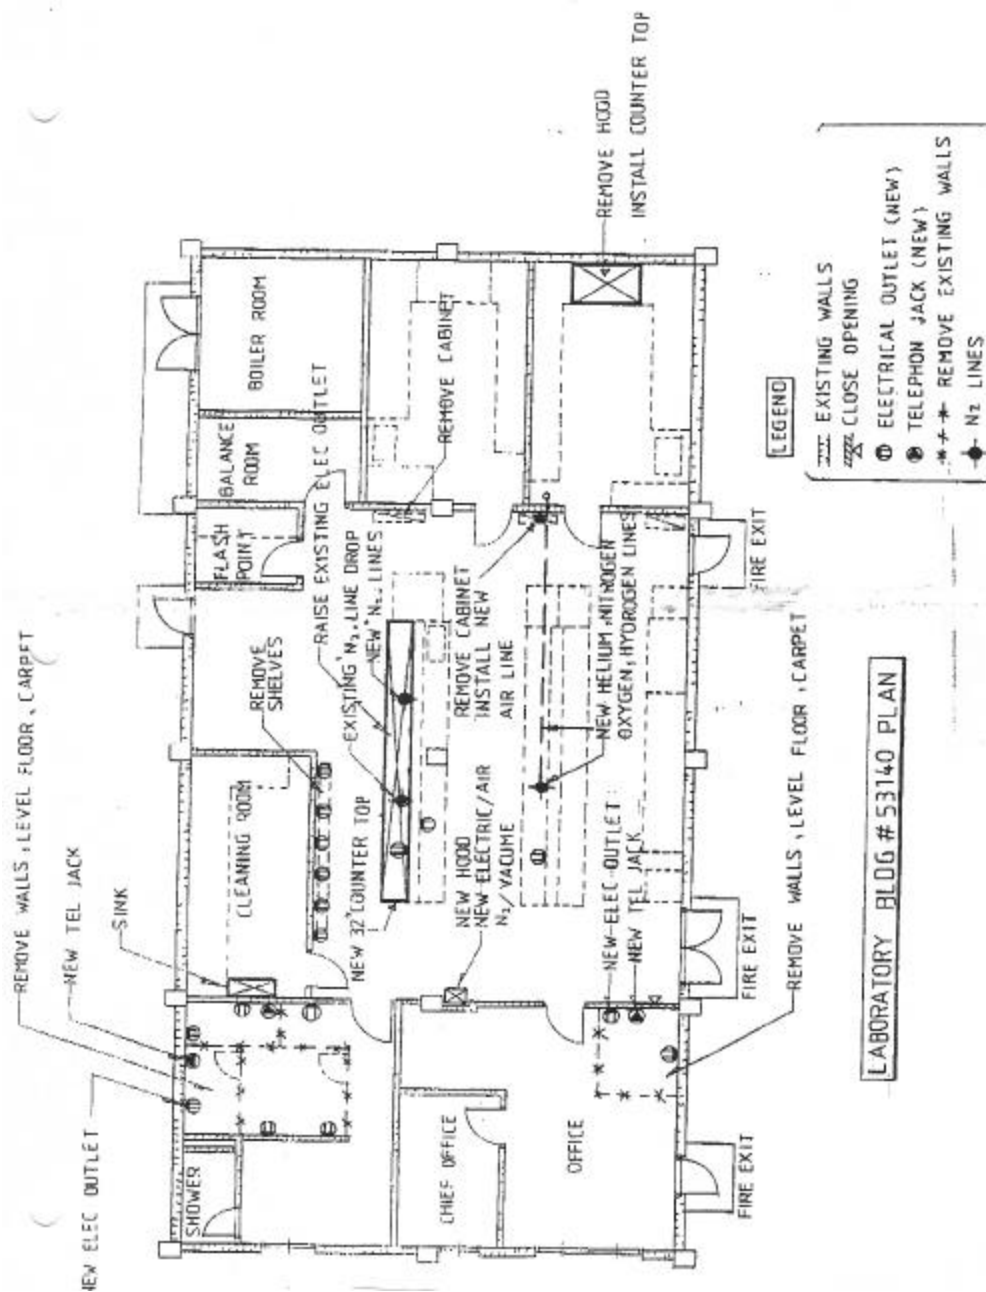 REMOVE WALLS, LEVEL FLOOR, CARPET
NEW TEL JACK
SINK
NEW ELEC OUTLET
SHOWER
CLEANING ROOM
REMOVE
SHELVES
FLASH
POINT
BALANCE
ROOM
BOILER ROOM
RAISE EXISTING ELEC OUTLET
EXISTING N2 LINE DROP
NEW N2 LINES
REMOVE CABINET
NEW 32" COUNTER TOP
NEW HOOD
NEW ELECTRIC/AIR
N2/VACUME
REMOVE CABINET
INSTALL NEW
AIR LINE
NEW HELIUM, NITROGEN
OXYGEN, HYDROGEN LINES
REMOVE HOOD
INSTALL COUNTER TOP
CHIEF OFFICE
OFFICE
NEW ELEC OUTLET
NEW TEL JACK
FIRE EXIT
FIRE EXIT
FIRE EXIT
REMOVE WALLS, LEVEL FLOOR, CARPET
LEGEND
EXISTING WALLS
CLOSE OPENING
ELECTRICAL OUTLET (NEW)
TELEPHON JACK (NEW)
REMOVE EXISTING WALLS
N2 LINES
LABORATORY BLDG # 53140 PLAN